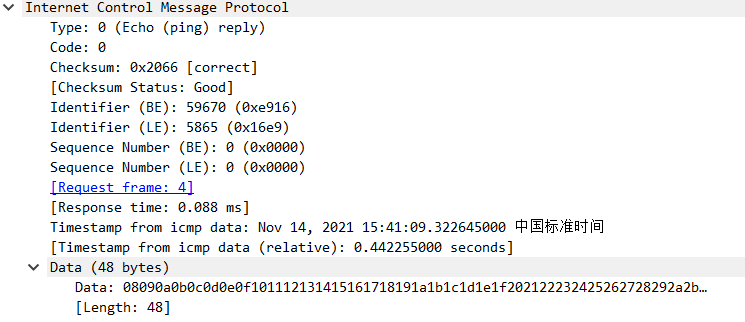 Internet Control Message Protocol
Type: 0 (Echo (ping) reply)
Code: 0
Checksum: 0x2066 [correct]
[Checksum Status: Good]
Identifier (BE): 59670 (0xe916)
Identifier (LE): 5865 (0x16e9)
Sequence Number (BE): 0 (0x0000)
Sequence Number (LE): 0 (0x0000)
[Request frame: 4]
[Response time: 0.088 ms]
Timestamp from icmp data: Nov 14, 2021 15:41:09.322645000 中国标准时间
[Timestamp from icmp data (relative): 0.442255000 seconds]
Data (48 bytes)
Data: 08090a0b0c0d0e0f101112131415161718191a1b1c1d1e1f202122232425262728292a2b…
[Length: 48]